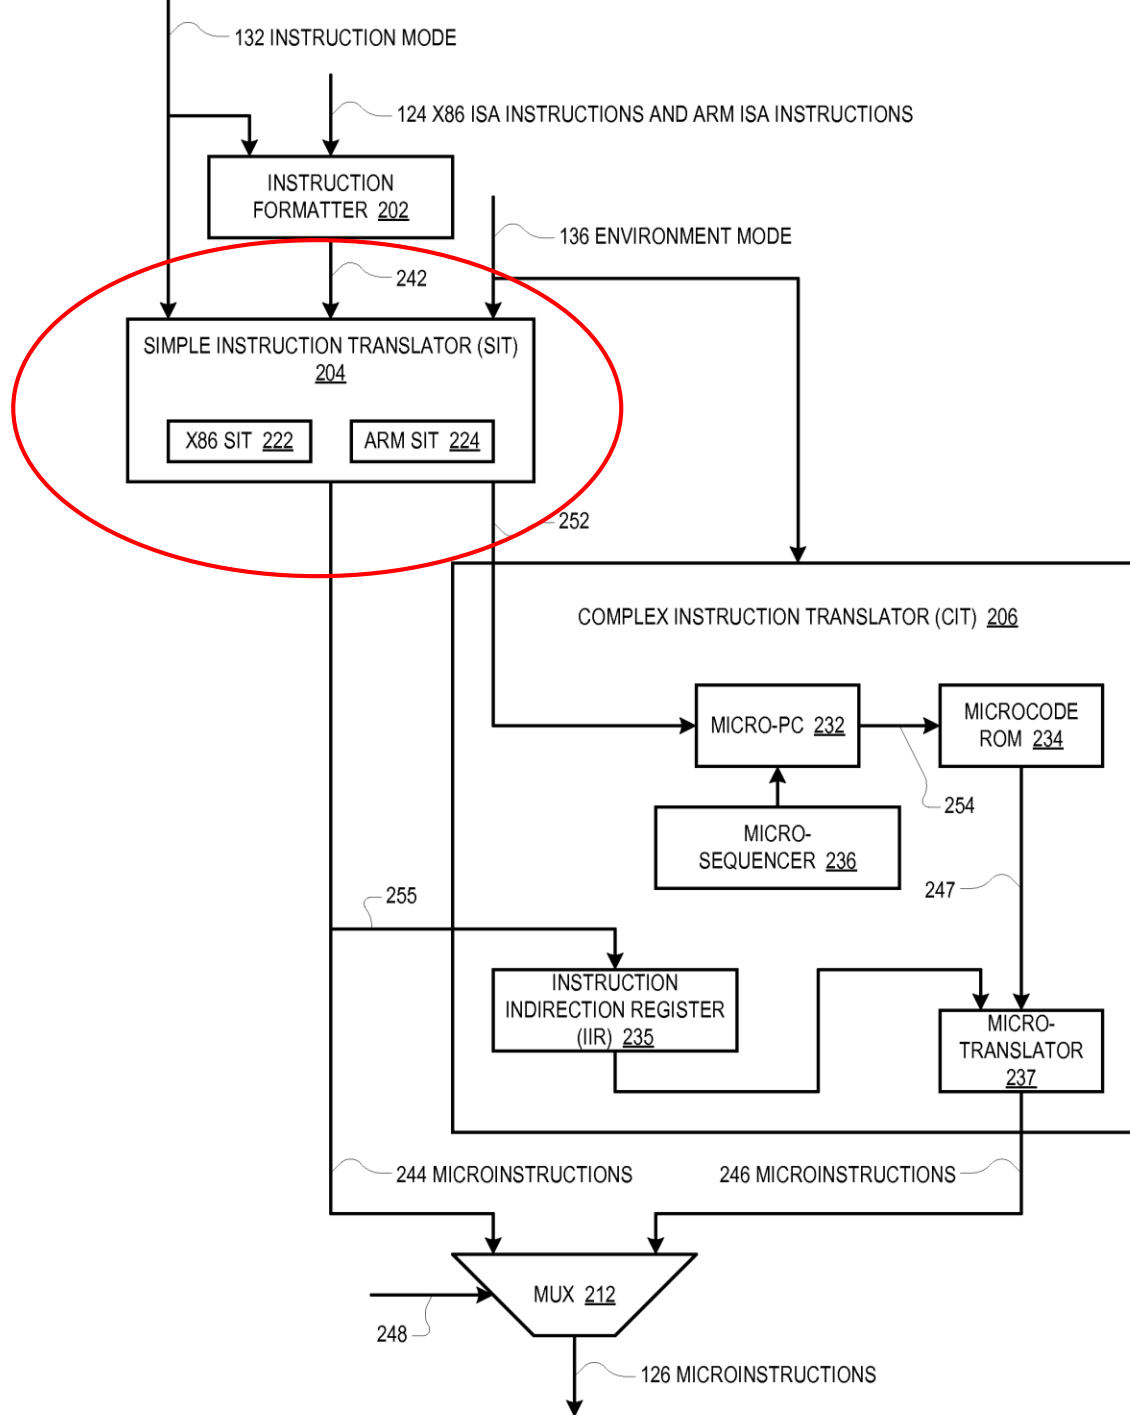 132 INSTRUCTION MODE
124 X86 ISA INSTRUCTIONS AND ARM ISA INSTRUCTIONS
INSTRUCTION
FORMATTER 202
136 ENVIRONMENT MODE
242
SIMPLE INSTRUCTION TRANSLATOR (SIT)
204
X86 SIT 222
ARM SIT 224
252
COMPLEX INSTRUCTION TRANSLATOR (CIT) 206
MICRO-PC 232
MICROCODE
ROM 234
254
MICRO-
SEQUENCER 236
247
255
INSTRUCTION
INDIRECTION REGISTER
(IIR) 235
MICRO-
TRANSLATOR
237
244 MICROINSTRUCTIONS
246 MICROINSTRUCTIONS
MUX 212
248
126 MICROINSTRUCTIONS